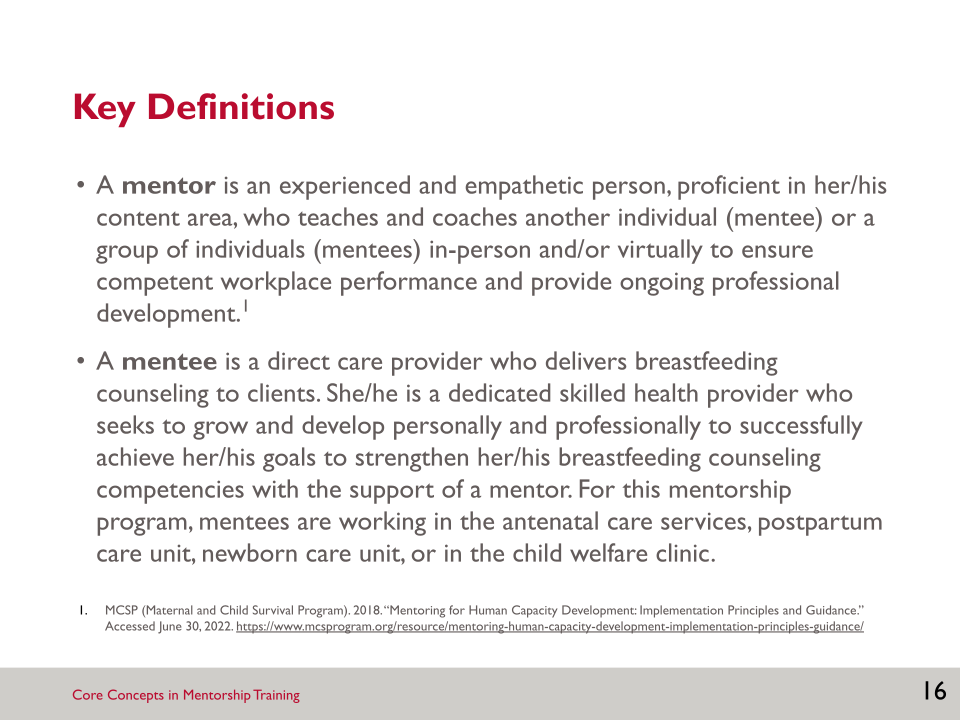 Key Definitions
• A mentor is an experienced and empathetic person, proficient in her/his
content area, who teaches and coaches another individual (mentee) or a
group of individuals (mentees) in-person and/or virtually to ensure
competent workplace performance and provide ongoing professional
development.1
• A mentee is a direct care provider who delivers breastfeeding
counseling to clients. She/he is a dedicated skilled health provider who
seeks to grow and develop personally and professionally to successfully
achieve her/his goals to strengthen her/his breastfeeding counseling
competencies with the support of a mentor. For this mentorship
program, mentees are working in the antenatal care services, postpartum
care unit, newborn care unit, or in the child welfare clinic.
1. MCSP (Maternal and Child Survival Program). 2018. “Mentoring for Human Capacity Development: Implementation Principles and Guidance.”
Accessed June 30, 2022. https://www.mcsprogram.org/resource/mentoring-human-capacity-development-implementation-principles-guidance/
Core Concepts in Mentorship Training
16